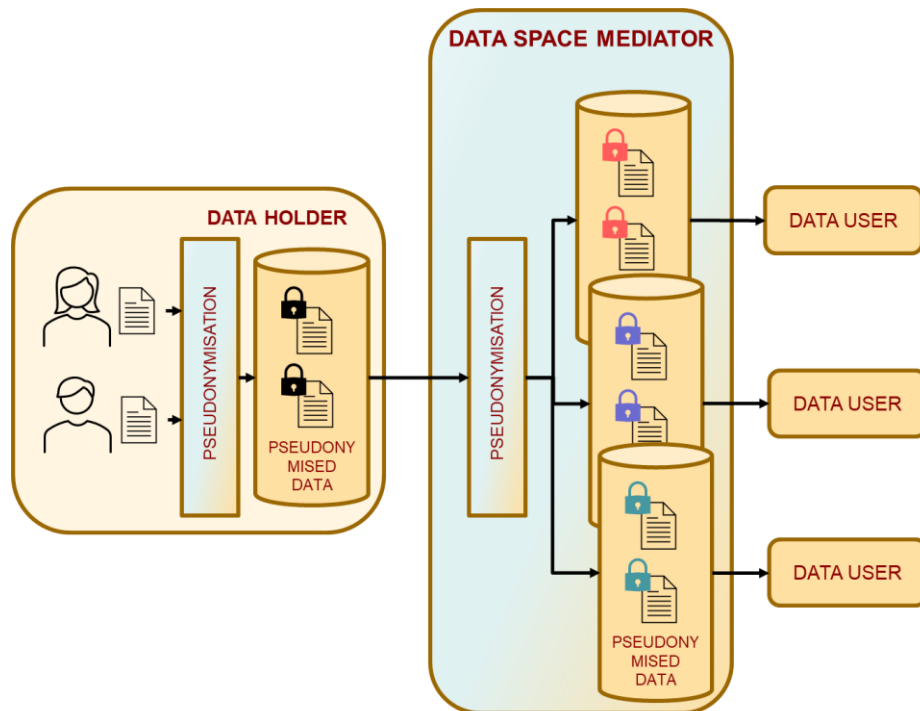 DATA SPACE MEDIATOR
DATA HOLDER
PSEUDONYMISATION
PSEUDONY
MISED
DATA
PSEUDONYMISATION
DATA USER
DATA USER
DATA USER
PSEUDONY
MISED
DATA